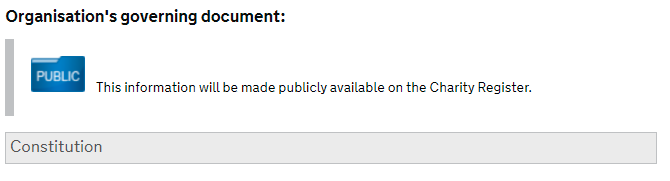 Organisation's governing document:
PUBLIC
This information will be made publicly available on the Charity Register.
Constitution